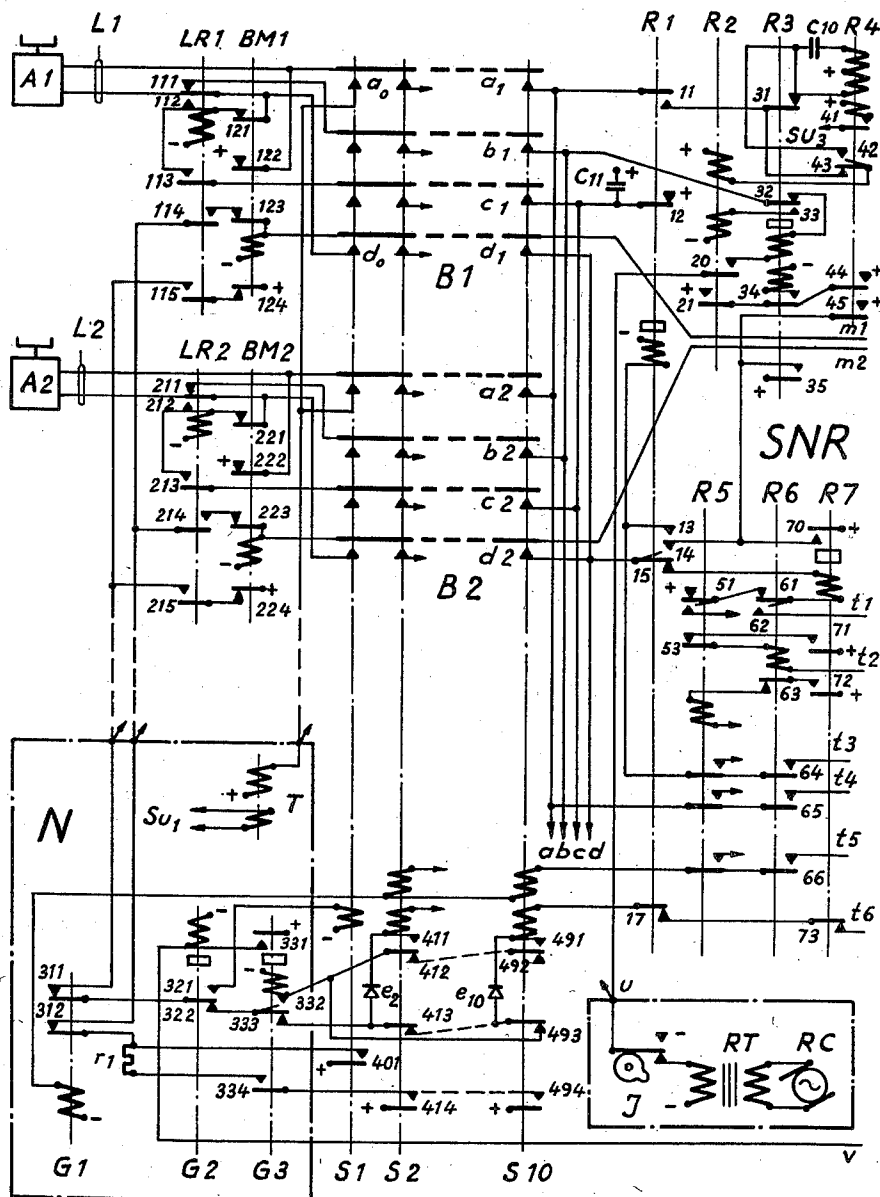 L1 LR1 BM1 R1 R2 R3 C10 R4
A1 111 112 121 a₀ a1 11 31 41
+ 122 b1 SU₃ 42 43
113 C11 32
114 123 c1 12 33
d₀ d1 20 44
115 124 B1 21 34 45
m1
L2 LR2 BM2 m2
A2 211 212 221 a2 35
222 b2 SNR
213 c2 R5 R6 R7
214 223 d2 13 70
15 14
215 224 B2 51 61 t1
62 71
53 t2
72
63
t3
64 t4
N Su₁ T 65
a b c d t5
66
17 t6
411 491 73
331 412 492
311 321 332 e₂ e₁₀ u
312 322 333 413 493
r1 401 RT RC
334 494
414 J
v
G1 G2 G3 S1 S2 S10